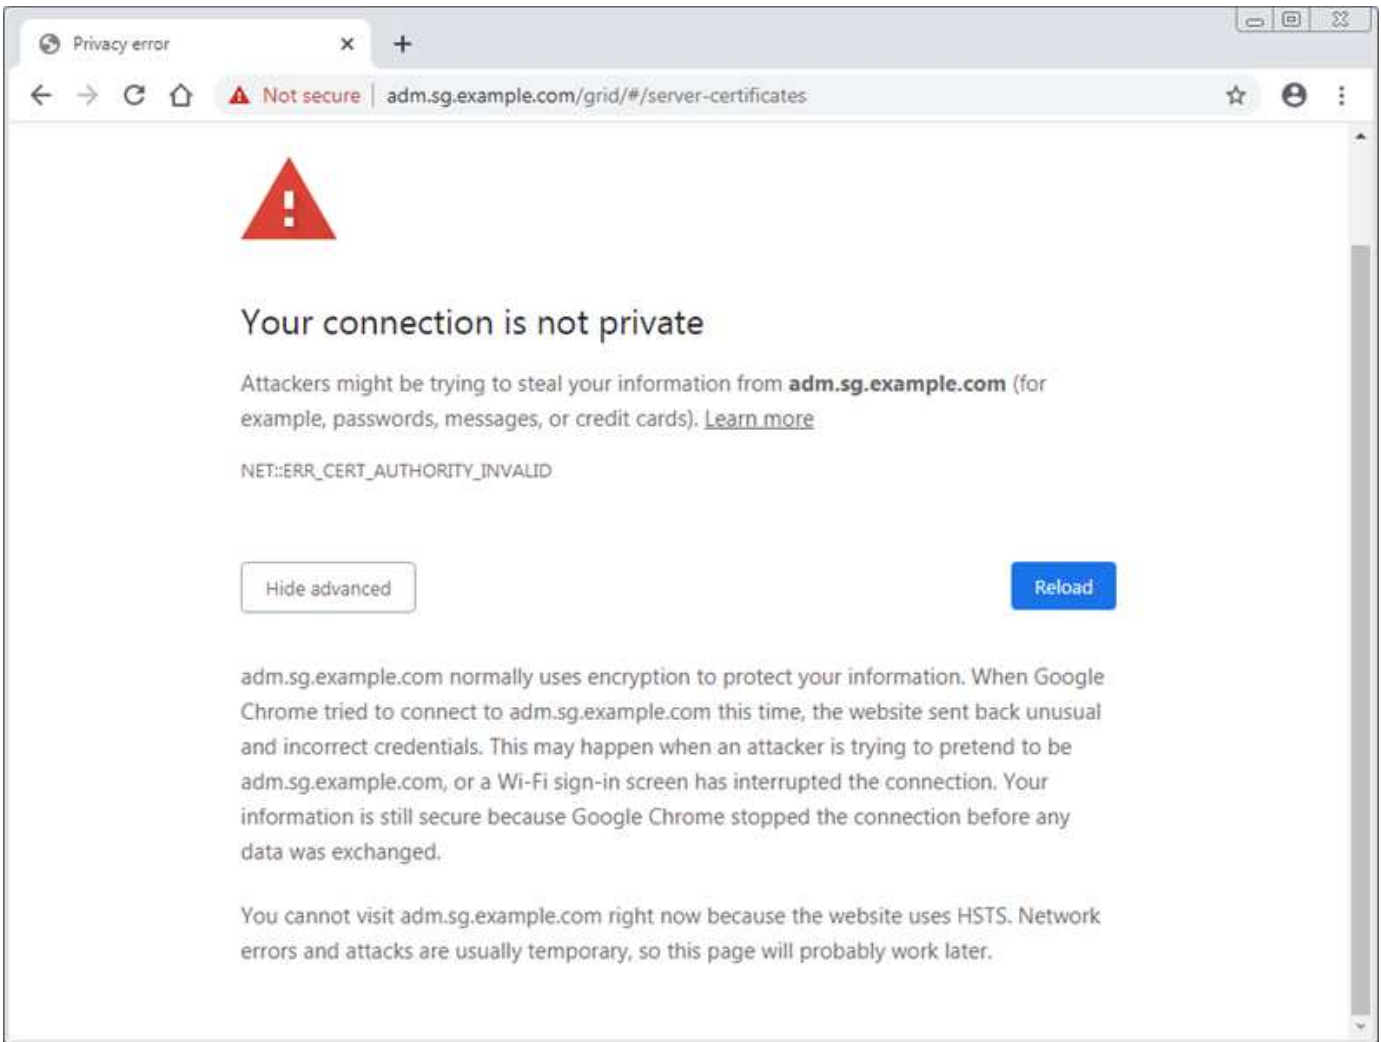 Privacy error
Not secure | adm.sg.example.com/grid/#/server-certificates
Your connection is not private
Attackers might be trying to steal your information from adm.sg.example.com (for
example, passwords, messages, or credit cards). Learn more
NET::ERR_CERT_AUTHORITY_INVALID
Hide advanced
Reload
adm.sg.example.com normally uses encryption to protect your information. When Google
Chrome tried to connect to adm.sg.example.com this time, the website sent back unusual
and incorrect credentials. This may happen when an attacker is trying to pretend to be
adm.sg.example.com, or a Wi-Fi sign-in screen has interrupted the connection. Your
information is still secure because Google Chrome stopped the connection before any
data was exchanged.
You cannot visit adm.sg.example.com right now because the website uses HSTS. Network
errors and attacks are usually temporary, so this page will probably work later.